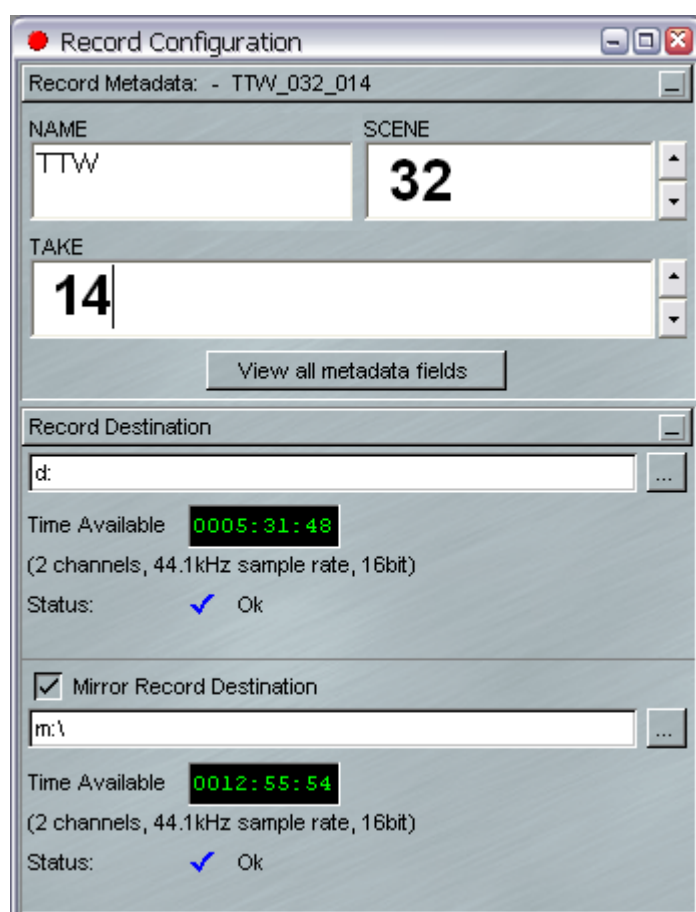 Record Configuration
Record Metadata: - TTW_032_014
NAME SCENE
TTW 32
TAKE
14
View all metadata fields
Record Destination
d:
...
Time Available 0005:31:48
(2 channels, 44.1kHz sample rate, 16bit)
Status: Ok
Mirror Record Destination
m:\
...
Time Available 0012:55:54
(2 channels, 44.1kHz sample rate, 16bit)
Status: Ok